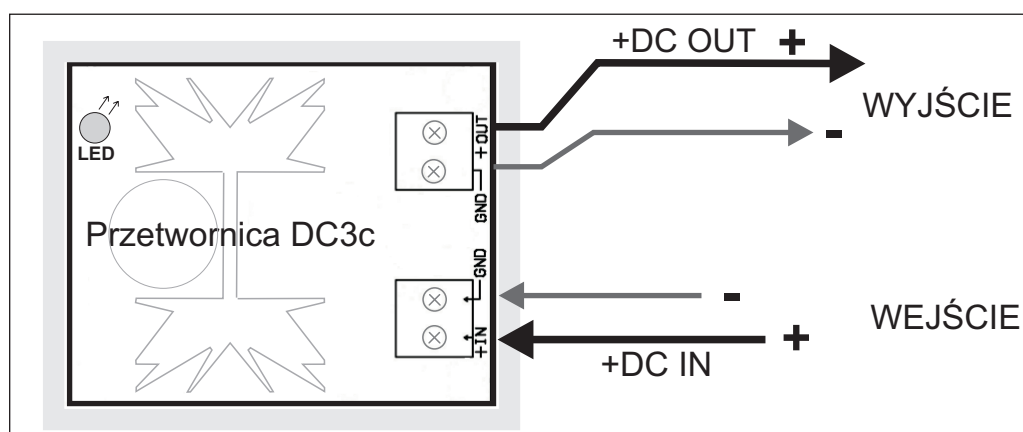 +DC OUT +
WYJŚCIE
-
LED
+OUT
GND
Przetwornica DC3c
GND
+IN
-
WEJŚCIE
+
+DC IN